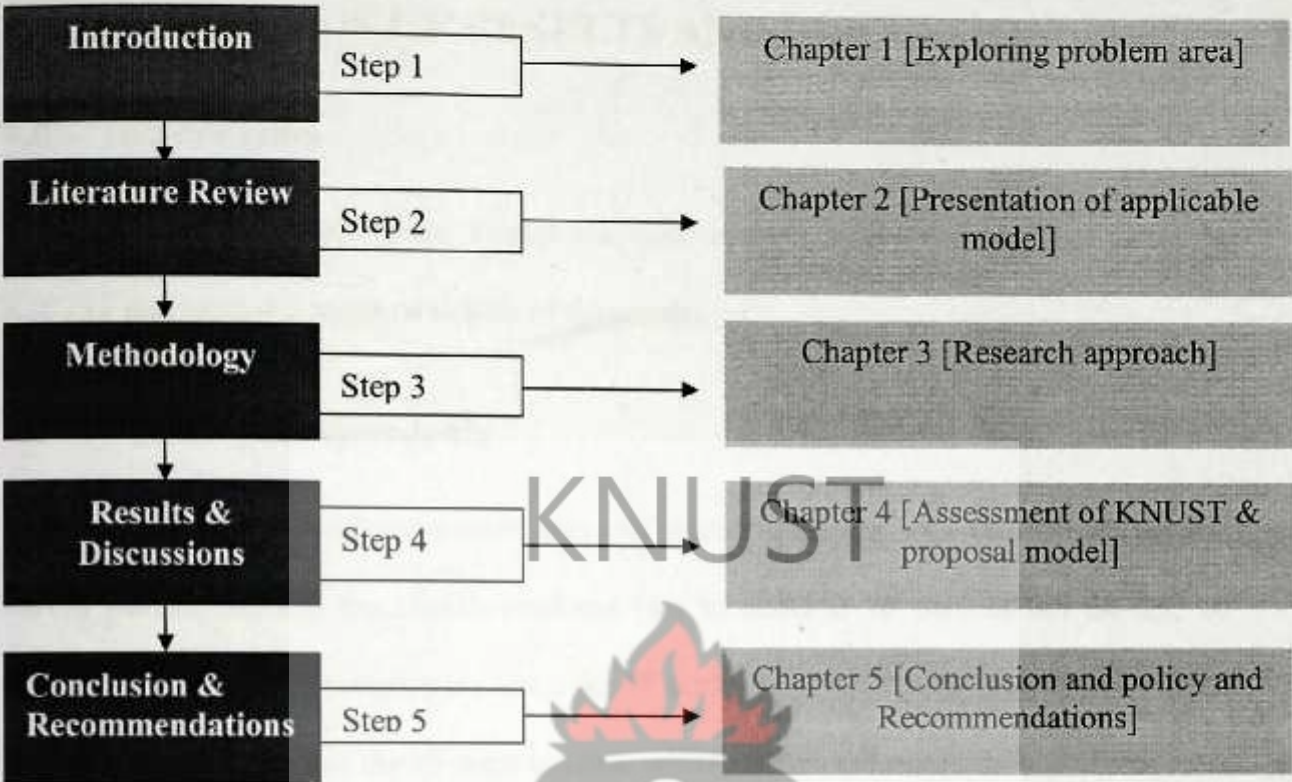 Introduction
Step 1
Chapter 1 [Exploring problem area]
Literature Review
Step 2
Chapter 2 [Presentation of applicable
model]
Methodology
Step 3
Chapter 3 [Research approach]
Results &
Discussions
Step 4
KNUST
Chapter 4 [Assessment of KNUST &
proposal model]
Conclusion &
Recommendations
Step 5
Chapter 5 [Conclusion and policy and
Recommendations]